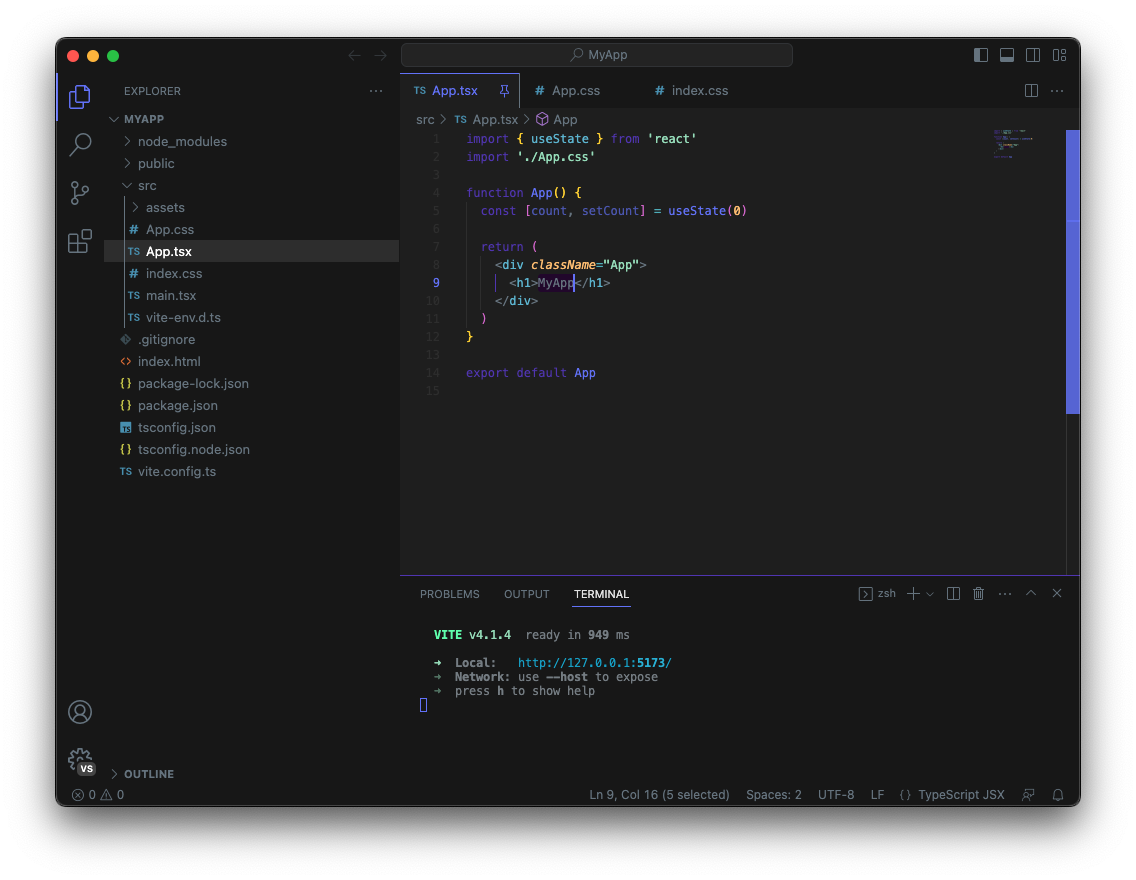 MyApp
EXPLORER
MYAPP
node_modules
public
src
assets
# App.css
TS App.tsx
# index.css
TS main.tsx
TS vite-env.d.ts
.gitignore
<> index.html
{} package-lock.json
{} package.json
TS tsconfig.json
{} tsconfig.node.json
TS vite.config.ts
OUTLINE
VS
TS App.tsx # App.css # index.css
src > TS App.tsx > App
1 import { useState } from 'react'
2 import './App.css'
3
4 function App() {
5 const [count, setCount] = useState(0)
6
7 return (
8 <div className="App">
9 <h1>MyApp</h1>
10 </div>
11 )
12 }
13
14 export default App
15
PROBLEMS OUTPUT TERMINAL zsh
VITE v4.1.4 ready in 949 ms
➜ Local: http://127.0.0.1:5173/
➜ Network: use --host to expose
➜ press h to show help
0 0 Ln 9, Col 16 (5 selected) Spaces: 2 UTF-8 LF {} TypeScript JSX